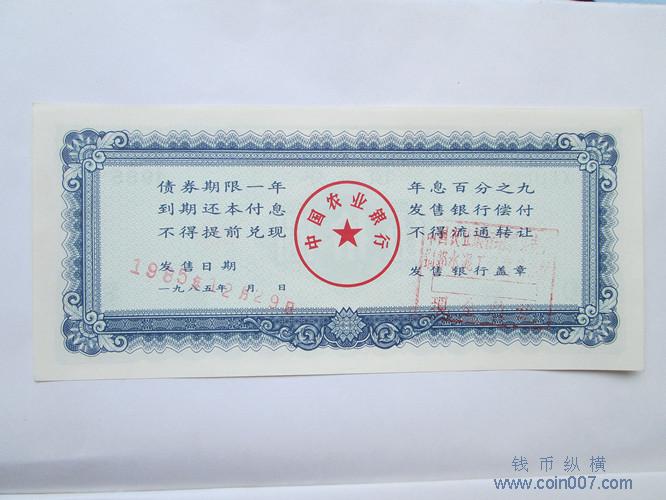 债券期限一年
到期还本付息
不得提前兑现
发售日期
一九八五年 月 日
1985年12月29日
中国农业银行
年息百分之九
发售银行偿付
不得流通转让
发售银行盖章
钱币纵横
www.coin007.com